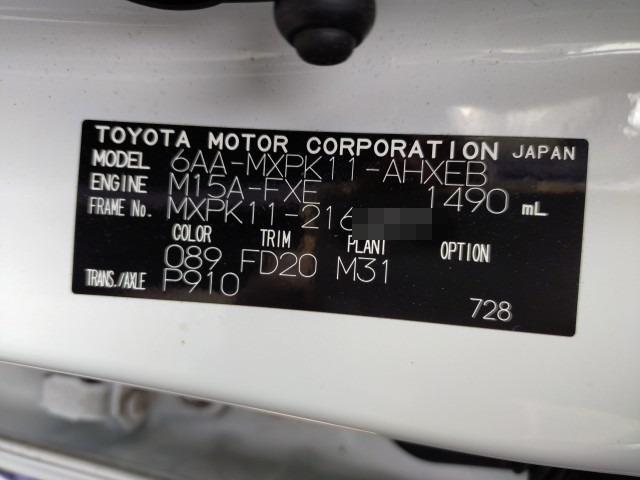 TOYOTA MOTOR CORPORATION JAPAN
MODEL 6AA-MXPK11-AHXEB
ENGINE M15A-FXE 1490 mL
FRAME No. MXPK11-216
COLOR TRIM PLANT OPTION
089 FD20 M31
TRANS./AXLE P910
728